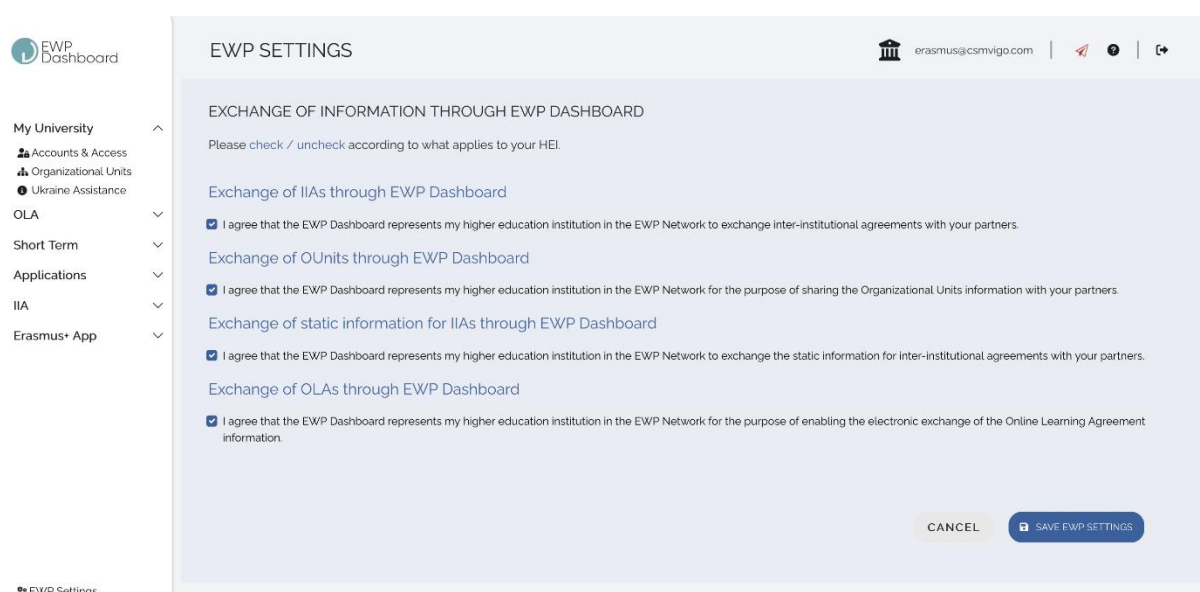 EWP
Dashboard
EWP SETTINGS
erasmus@csmvigo.com
My University
Accounts & Access
Organizational Units
Ukraine Assistance
OLA
Short Term
Applications
IIA
Erasmus+ App
EWP Settings
EXCHANGE OF INFORMATION THROUGH EWP DASHBOARD
Please check / uncheck according to what applies to your HEI.
Exchange of IIAs through EWP Dashboard
I agree that the EWP Dashboard represents my higher education institution in the EWP Network to exchange inter-institutional agreements with your partners.
Exchange of OUnits through EWP Dashboard
I agree that the EWP Dashboard represents my higher education institution in the EWP Network for the purpose of sharing the Organizational Units information with your partners.
Exchange of static information for IIAs through EWP Dashboard
I agree that the EWP Dashboard represents my higher education institution in the EWP Network to exchange the static information for inter-institutional agreements with your partners.
Exchange of OLAs through EWP Dashboard
I agree that the EWP Dashboard represents my higher education institution in the EWP Network for the purpose of enabling the electronic exchange of the Online Learning Agreement
information.
CANCEL
SAVE EWP SETTINGS